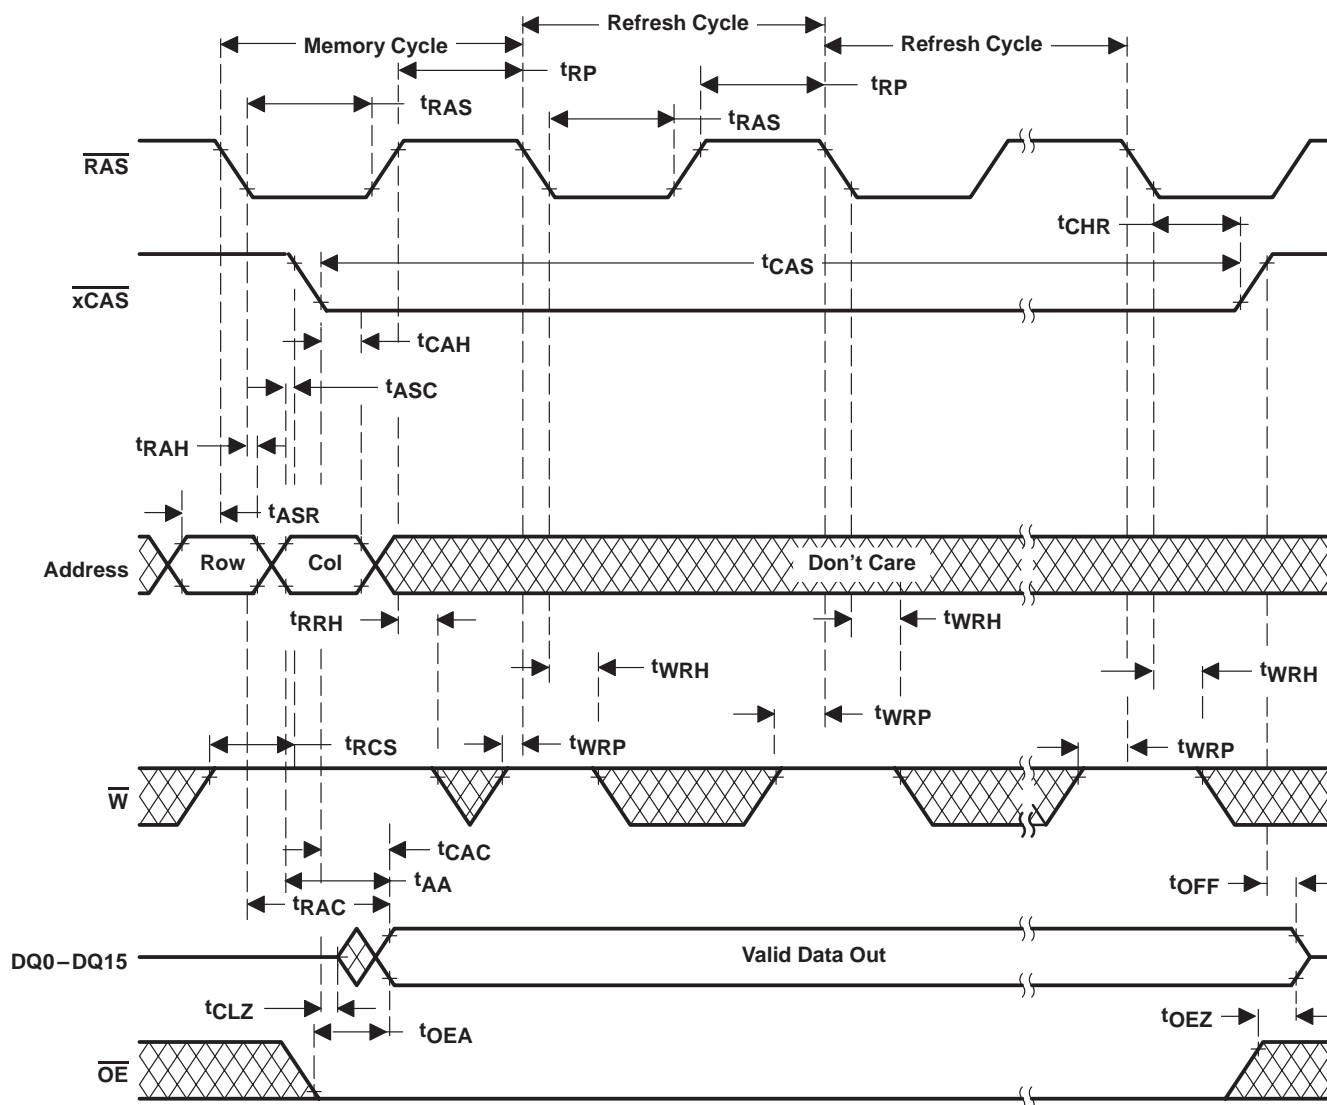 Refresh Cycle
Memory Cycle
Refresh Cycle
tRP
tRP
tRAS
tRAS
RAS
tCHR
tCAS
xCAS
tCAH
tASC
tRAH
tASR
Address
Row
Col
Don't Care
tRRH
tWRH
tWRH
tWRH
tWRP
tRCS
tWRP
tWRP
W
tCAC
tAA
tOFF
tRAC
DQ0–DQ15
Valid Data Out
tCLZ
tOEA
tOEZ
OE